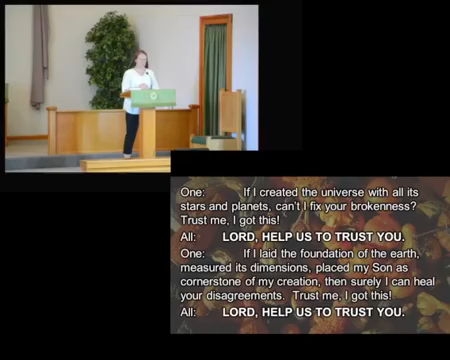 One: If I created the universe with all its
stars and planets, can't I fix your brokenness?
Trust me, I got this!
All: LORD, HELP US TO TRUST YOU.
One: If I laid the foundation of the earth,
measured its dimensions, placed my Son as
cornerstone of my creation, then surely I can heal
your disagreements. Trust me, I got this!
All: LORD, HELP US TO TRUST YOU.